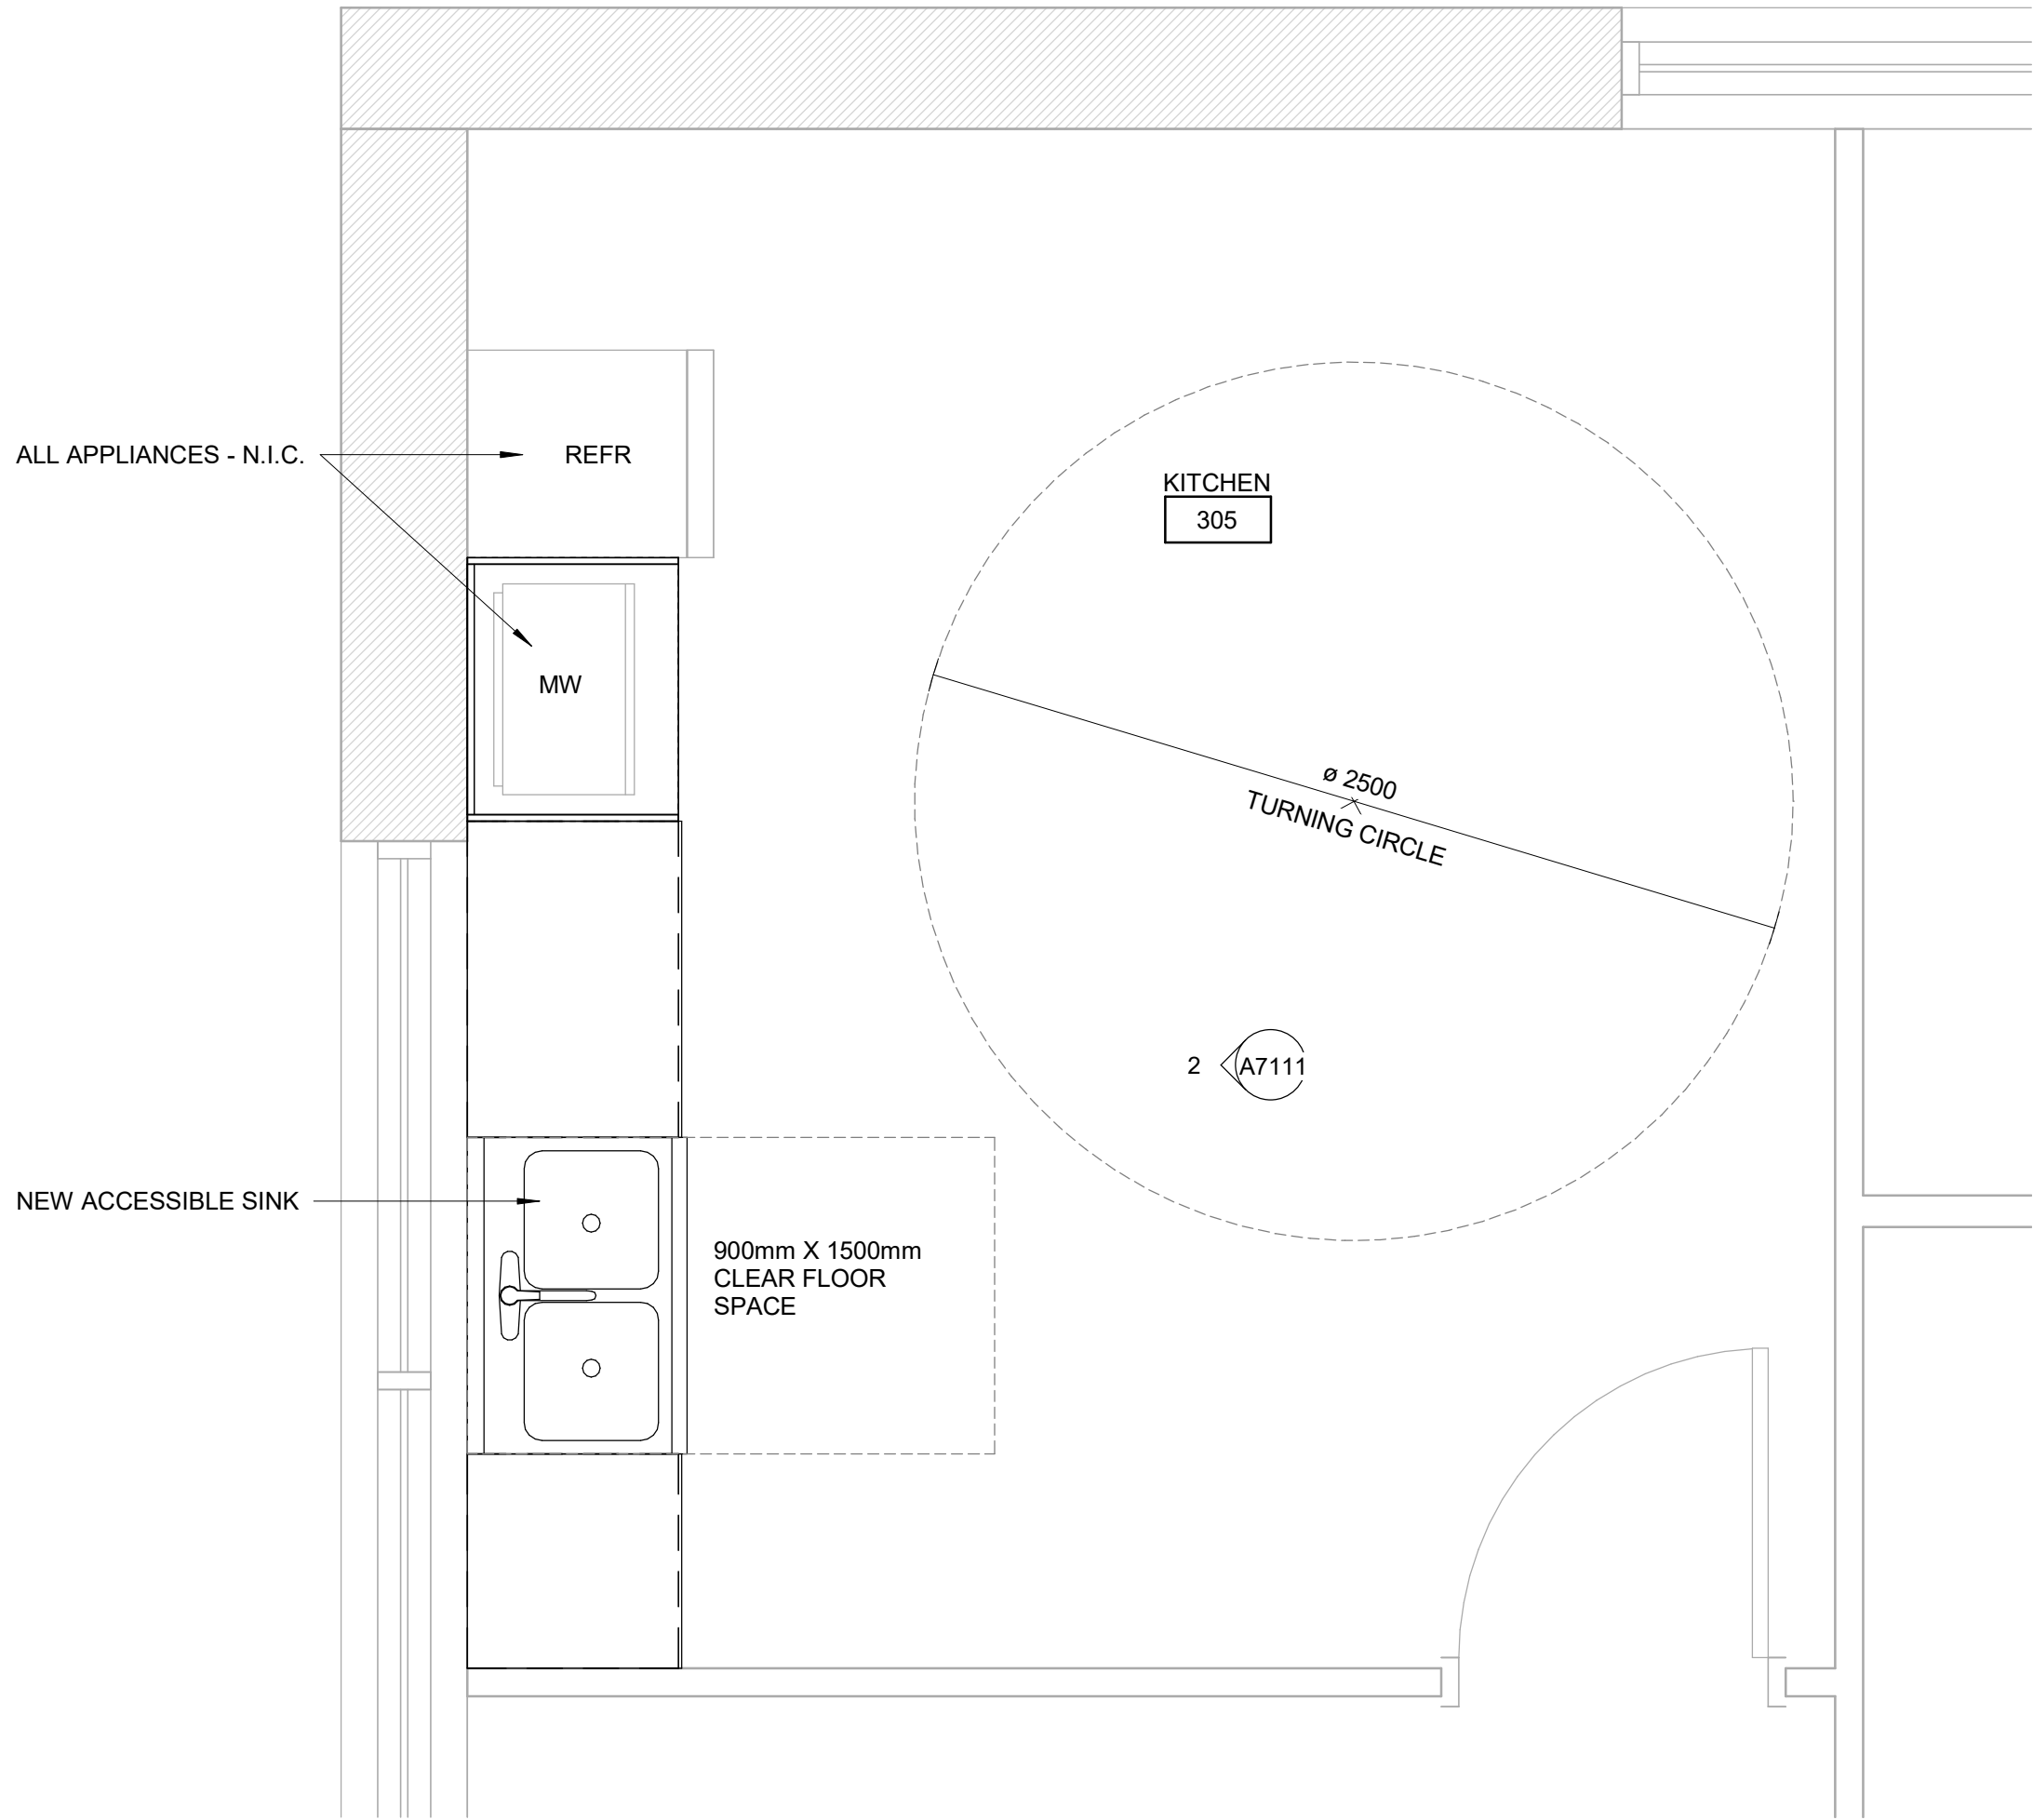 ALL APPLIANCES - N.I.C.
REFR
KITCHEN
305
MW
ø 2500
TURNING CIRCLE
2
A7111
NEW ACCESSIBLE SINK
900mm X 1500mm
CLEAR FLOOR
SPACE